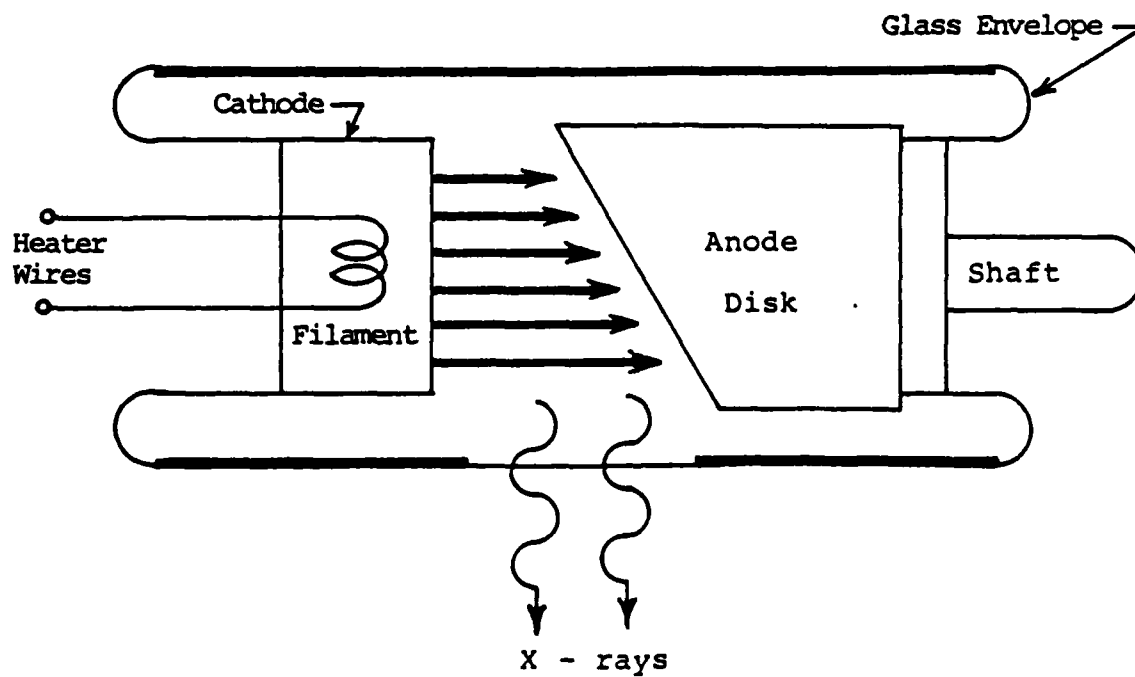 Glass Envelope
Cathode
Heater
Wires
Filament
Anode
Disk
Shaft
X - rays